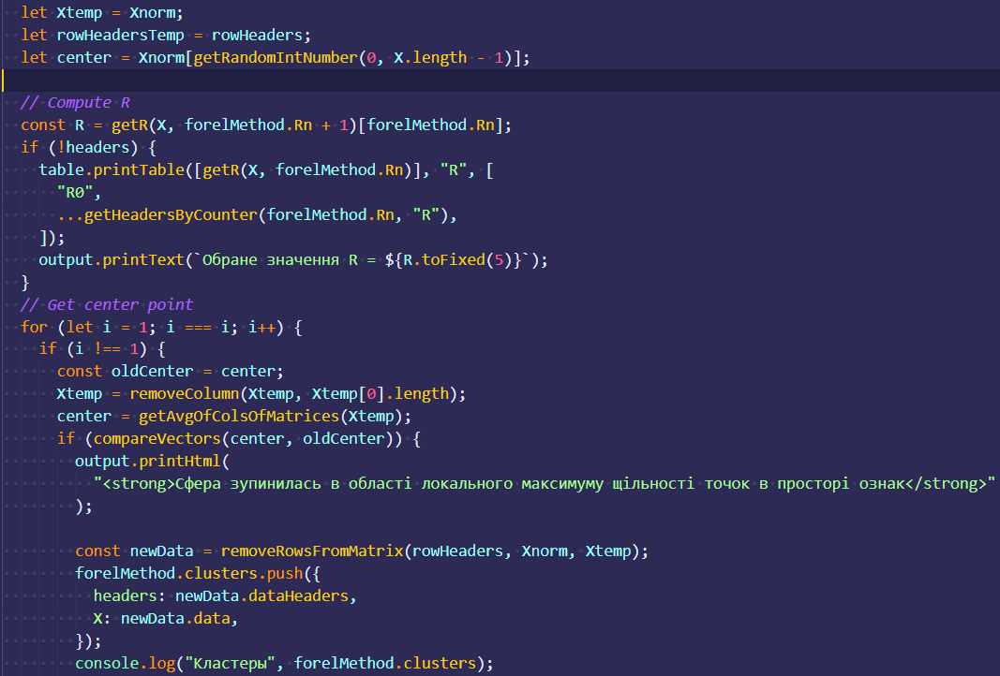 let Xtemp = Xnorm;
let rowHeadersTemp = rowHeaders;
let center = Xnorm[getRandomIntNumber(0, X.length - 1)];
// Compute R
const R = getR(X, forelMethod.Rn + 1)[forelMethod.Rn];
if (!headers) {
table.printTable([getR(X, forelMethod.Rn)], "R", [
"R0",
...getHeadersByCounter(forelMethod.Rn, "R"),
]);
output.printText(`Обране значення R = ${R.toFixed(5)}`);
}
// Get center point
for (let i = 1; i === i; i++) {
if (i !== 1) {
const oldCenter = center;
Xtemp = removeColumn(Xtemp, Xtemp[0].length);
center = getAvgOfColsOfMatrices(Xtemp);
if (compareVectors(center, oldCenter)) {
output.printHtml(
"<strong>Сфера зупинилась в області локального максимуму щільності точок в просторі ознак</strong>"
);
const newData = removeRowsFromMatrix(rowHeaders, Xnorm, Xtemp);
forelMethod.clusters.push({
headers: newData.dataHeaders,
X: newData.data,
});
console.log("Кластеры", forelMethod.clusters);